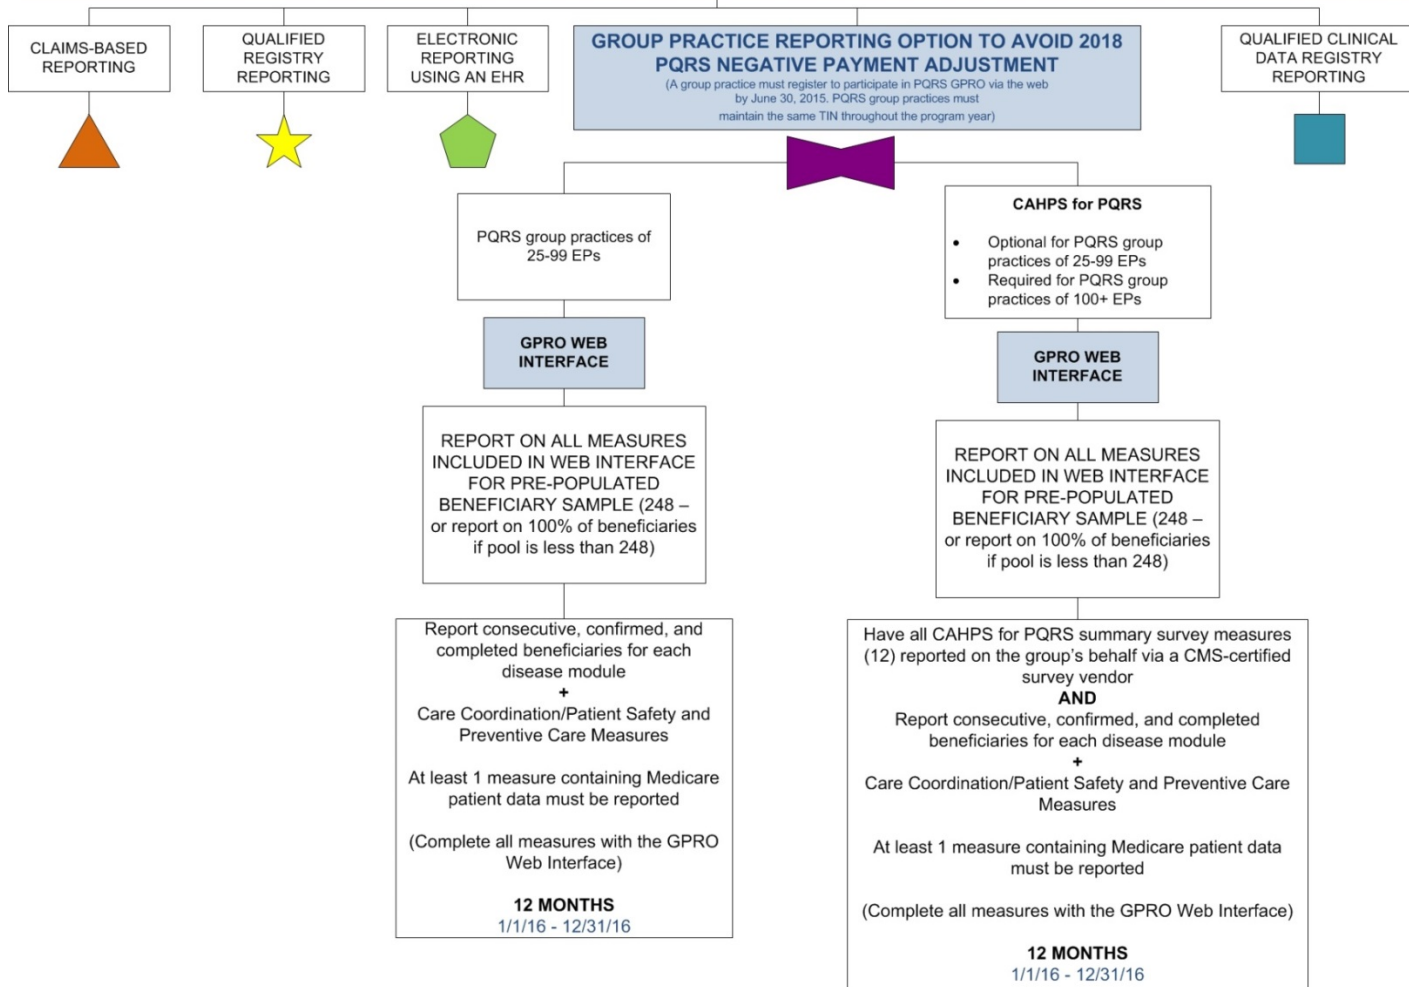 CLAIMS-BASED
REPORTING
QUALIFIED
REGISTRY
REPORTING
ELECTRONIC
REPORTING
USING AN EHR
GROUP PRACTICE REPORTING OPTION TO AVOID 2018
PQRS NEGATIVE PAYMENT ADJUSTMENT
(A group practice must register to participate in PQRS GPRO via the web
by June 30, 2015. PQRS group practices must
maintain the same TIN throughout the program year)
QUALIFIED CLINICAL
DATA REGISTRY
REPORTING
PQRS group practices of
25-99 EPs
GPRO WEB
INTERFACE
REPORT ON ALL MEASURES
INCLUDED IN WEB INTERFACE
FOR PRE-POPULATED
BENEFICIARY SAMPLE (248 –
or report on 100% of beneficiaries
if pool is less than 248)
Report consecutive, confirmed, and
completed beneficiaries for each
disease module
+
Care Coordination/Patient Safety and
Preventive Care Measures
At least 1 measure containing Medicare
patient data must be reported
(Complete all measures with the GPRO
Web Interface)
12 MONTHS
1/1/16 - 12/31/16
CAHPS for PQRS
• Optional for PQRS group
practices of 25-99 EPs
• Required for PQRS group
practices of 100+ EPs
GPRO WEB
INTERFACE
REPORT ON ALL MEASURES
INCLUDED IN WEB INTERFACE
FOR PRE-POPULATED
BENEFICIARY SAMPLE (248 –
or report on 100% of beneficiaries
if pool is less than 248)
Have all CAHPS for PQRS summary survey measures
(12) reported on the group’s behalf via a CMS-certified
survey vendor
AND
Report consecutive, confirmed, and completed
beneficiaries for each disease module
+
Care Coordination/Patient Safety and Preventive Care
Measures
At least 1 measure containing Medicare patient data
must be reported
(Complete all measures with the GPRO Web Interface)
12 MONTHS
1/1/16 - 12/31/16